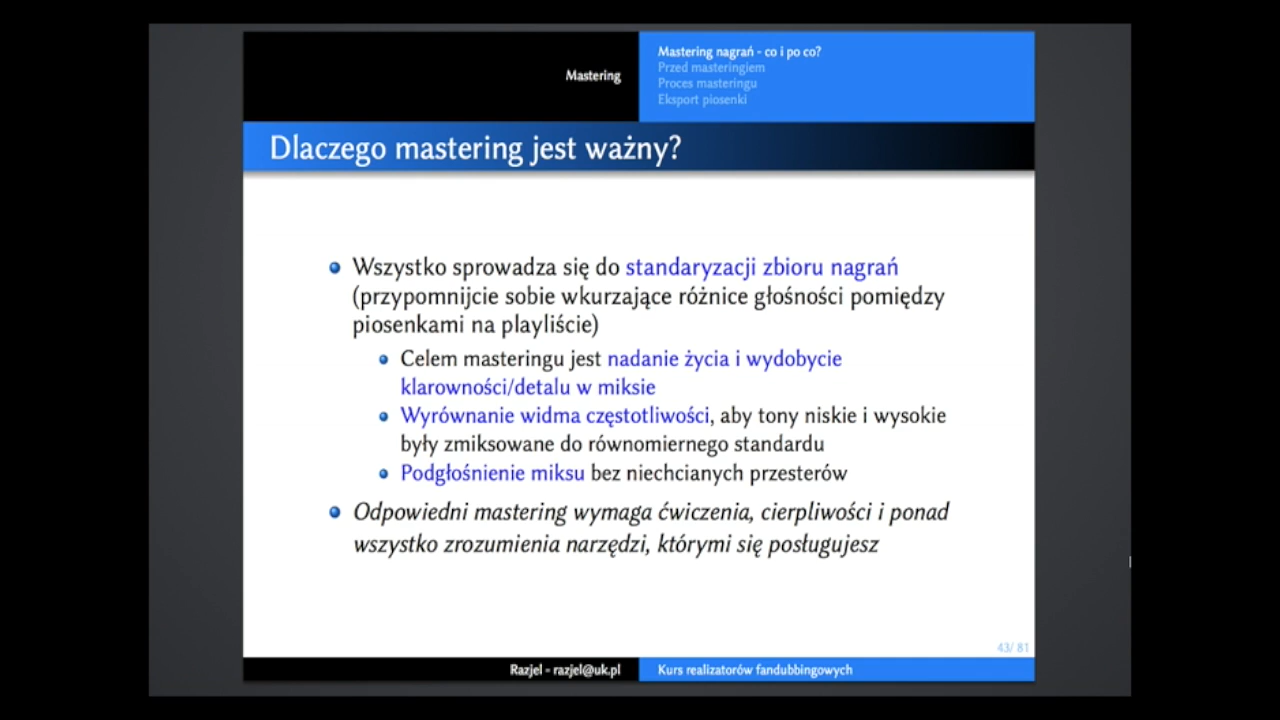 Mastering
Mastering nagrań - co i po co?
Przed masteringiem
Proces masteringu
Eksport piosenki
Dlaczego mastering jest ważny?
Wszystko sprowadza się do standaryzacji zbioru nagrań
(przypomnijcie sobie wkurzające różnice głośności pomiędzy
piosenkami na playliście)
Celem masteringu jest nadanie życia i wydobycie
klarowności/detalu w miksie
Wyrównanie widma częstotliwości, aby tony niskie i wysokie
były zmiksowane do równomiernego standardu
Podgłośnienie miksu bez niechcianych przesterów
Odpowiedni mastering wymaga ćwiczenia, cierpliwości i ponad
wszystko zrozumienia narzędzi, którymi się posługujesz
43/ 81
Razjel - razjel@uk.pl
Kurs realizatorów fandubbingowych